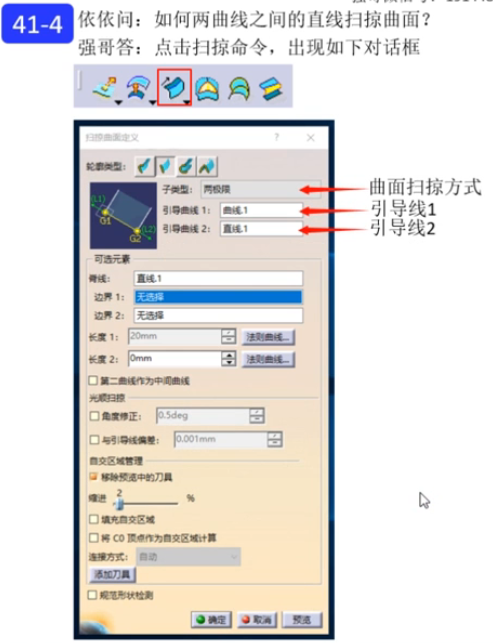 41-4
依依问：如何两曲线之间的直线扫掠曲面？
强哥答：点击扫掠命令，出现如下对话框
扫掠曲面定义
? ×
轮廓类型：
子类型： 两极限
曲面扫掠方式
引导曲线 1： 曲线.1
引导线1
引导曲线 2： 直线.1
引导线2
(L1)
G1
(L2)
G2
可选元素
脊线： 直线.1
边界 1： 无选择
边界 2： 无选择
长度 1： 20mm 法则曲线...
长度 2： 0mm 法则曲线...
第二曲线作为中间曲线
光顺扫掠
角度修正： 0.5deg
与引导线偏差： 0.001mm
自交区域管理
移除预览中的刀具
缩进 2 %
填充自交区域
将 C0 顶点作为自交区域计算
连接方式： 自动
添加刀具
规范形状检测
确定 取消 预览